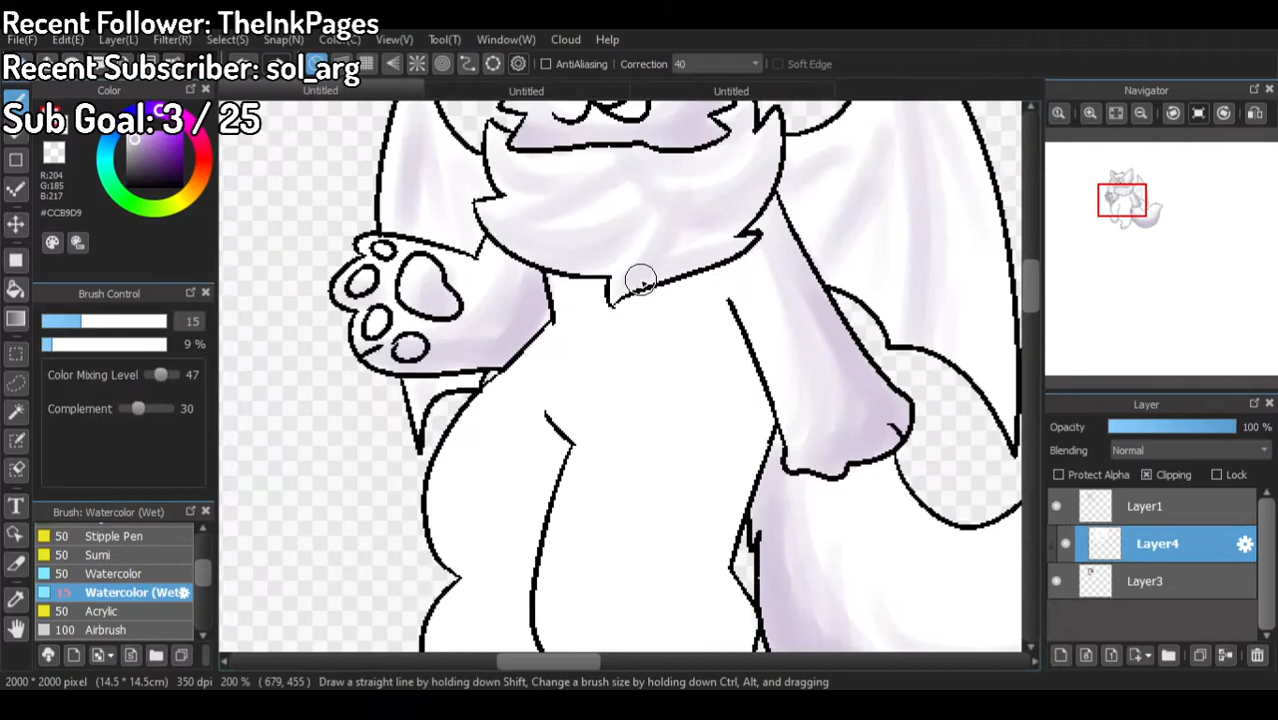 Recent Follower: TheInkPages
File(F) Edit(E) Layer(L) Filter(R) Select(S) Snap(N) Color(C) View(V) Tool(T) Window(W) Cloud Help
Recent Subscriber: sol_arg
AntiAliasing Correction 40 Soft Edge
Color Untitled Untitled Untitled Navigator
Sub Goal: 3 / 25
R:204
G:185
B:217
#CCB9D9
Brush Control
15
9 %
Color Mixing Level 47
Complement 30
Brush: Watercolor (Wet)
50 Stipple Pen
50 Sumi
50 Watercolor
15 Watercolor (Wet
50 Acrylic
100 Airbrush
Layer
Opacity 100 %
Blending Normal
Protect Alpha Clipping Lock
Layer1
Layer4
Layer3
2000 * 2000 pixel (14.5 * 14.5cm) 350 dpi 200 % ( 679, 455 ) Draw a straight line by holding down Shift, Change a brush size by holding down Ctrl, Alt, and dragging